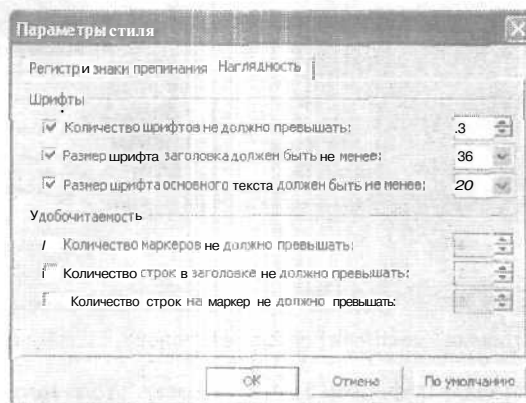 Параметры стиля
Регистр и знаки препинания Наглядность
Шрифты
Количество шрифтов не должно превышать: 3
Размер шрифта заголовка должен быть не менее: 36
Размер шрифта основного текста должен быть не менее: 20
Удобочитаемость
Количество маркеров не должно превышать:
Количество строк в заголовке не должно превышать:
Количество строк на маркер не должно превышать:
ОК Отмена По умолчанию